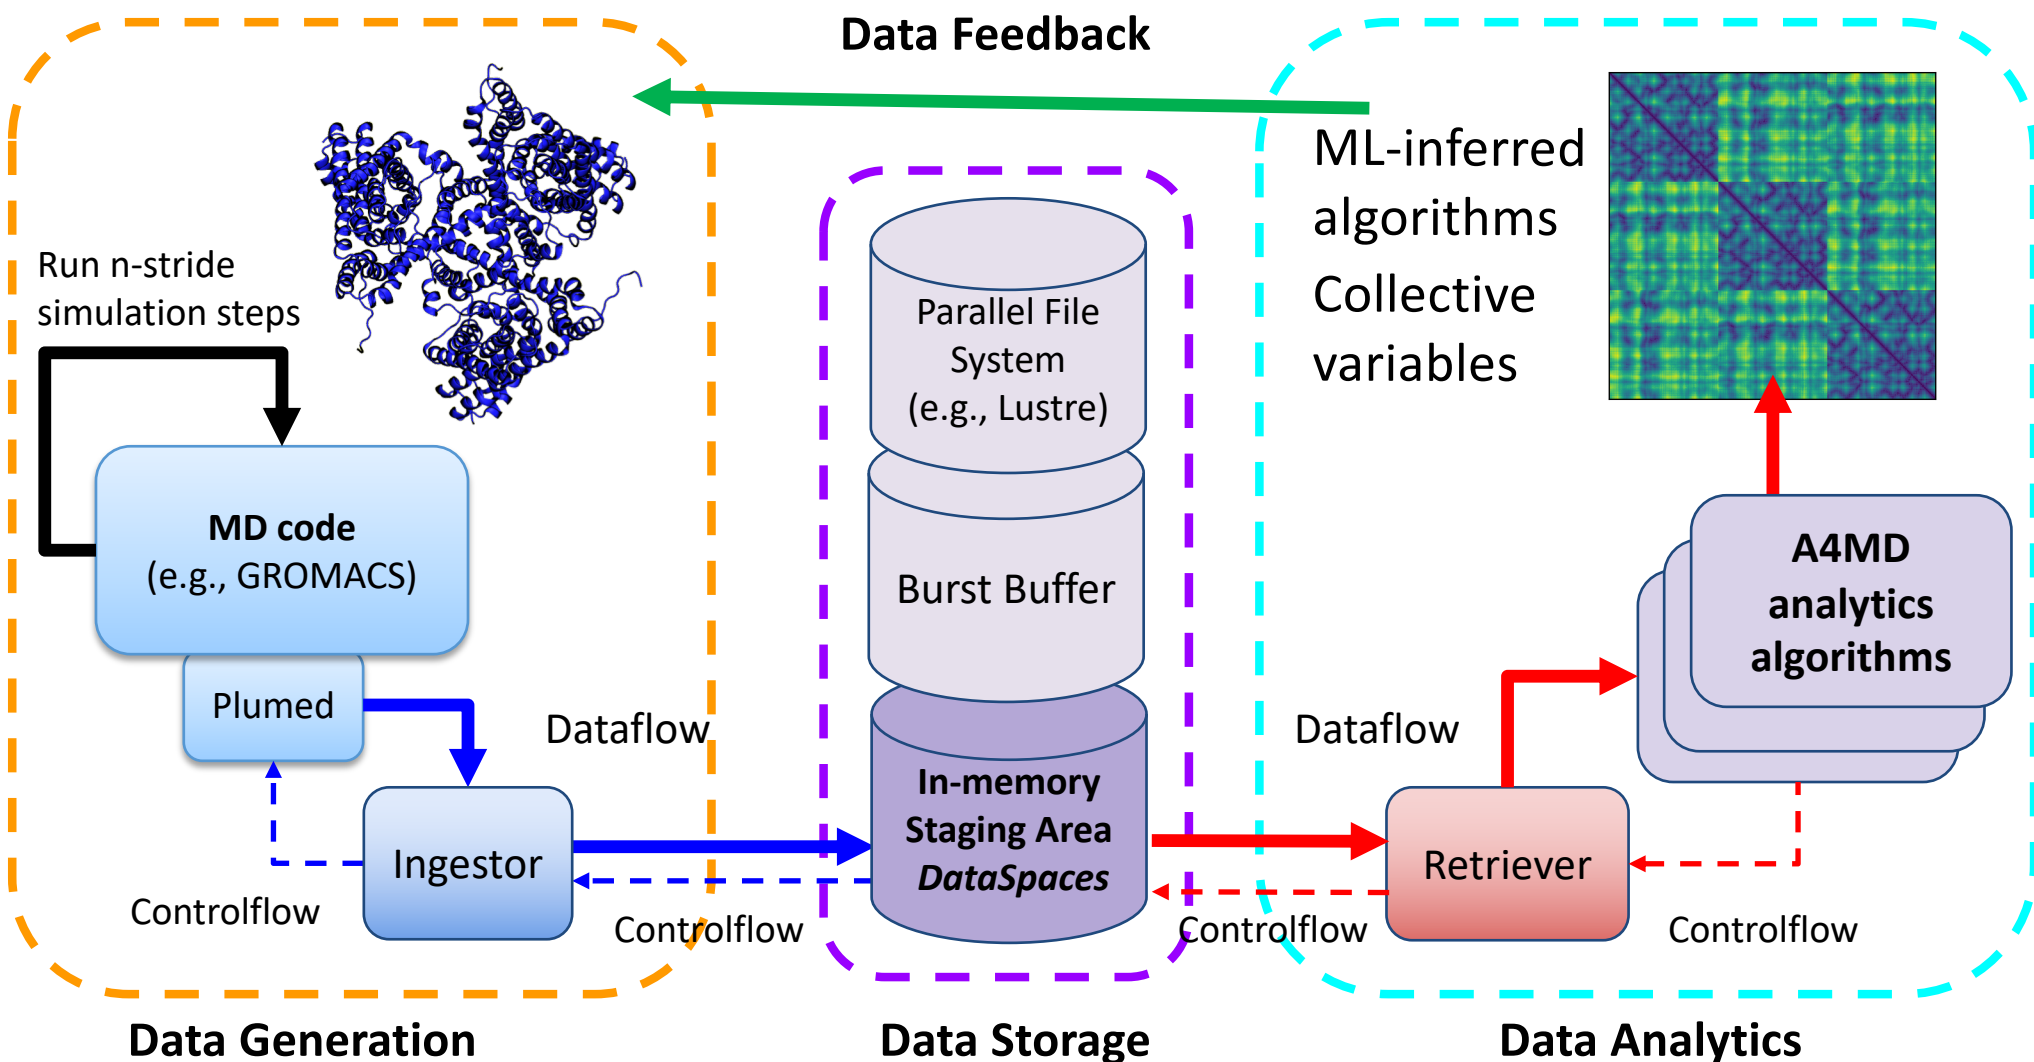 Data Feedback
Run n-stride
simulation steps
MD code
(e.g., GROMACS)
Plumed
Dataflow
Ingestor
Controlflow
Controlflow
Data Generation
Parallel File
System
(e.g., Lustre)
Burst Buffer
In-memory
Staging Area
DataSpaces
Data Storage
ML-inferred
algorithms
Collective
variables
A4MD
analytics
algorithms
Dataflow
Retriever
Controlflow
Controlflow
Data Analytics